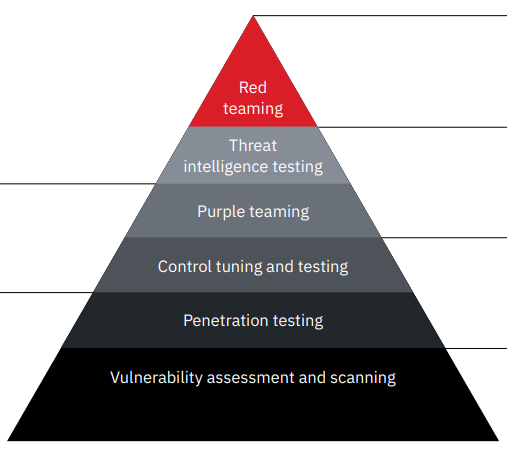 Red
teaming
Threat
intelligence testing
Purple teaming
Control tuning and testing
Penetration testing
Vulnerability assessment and scanning